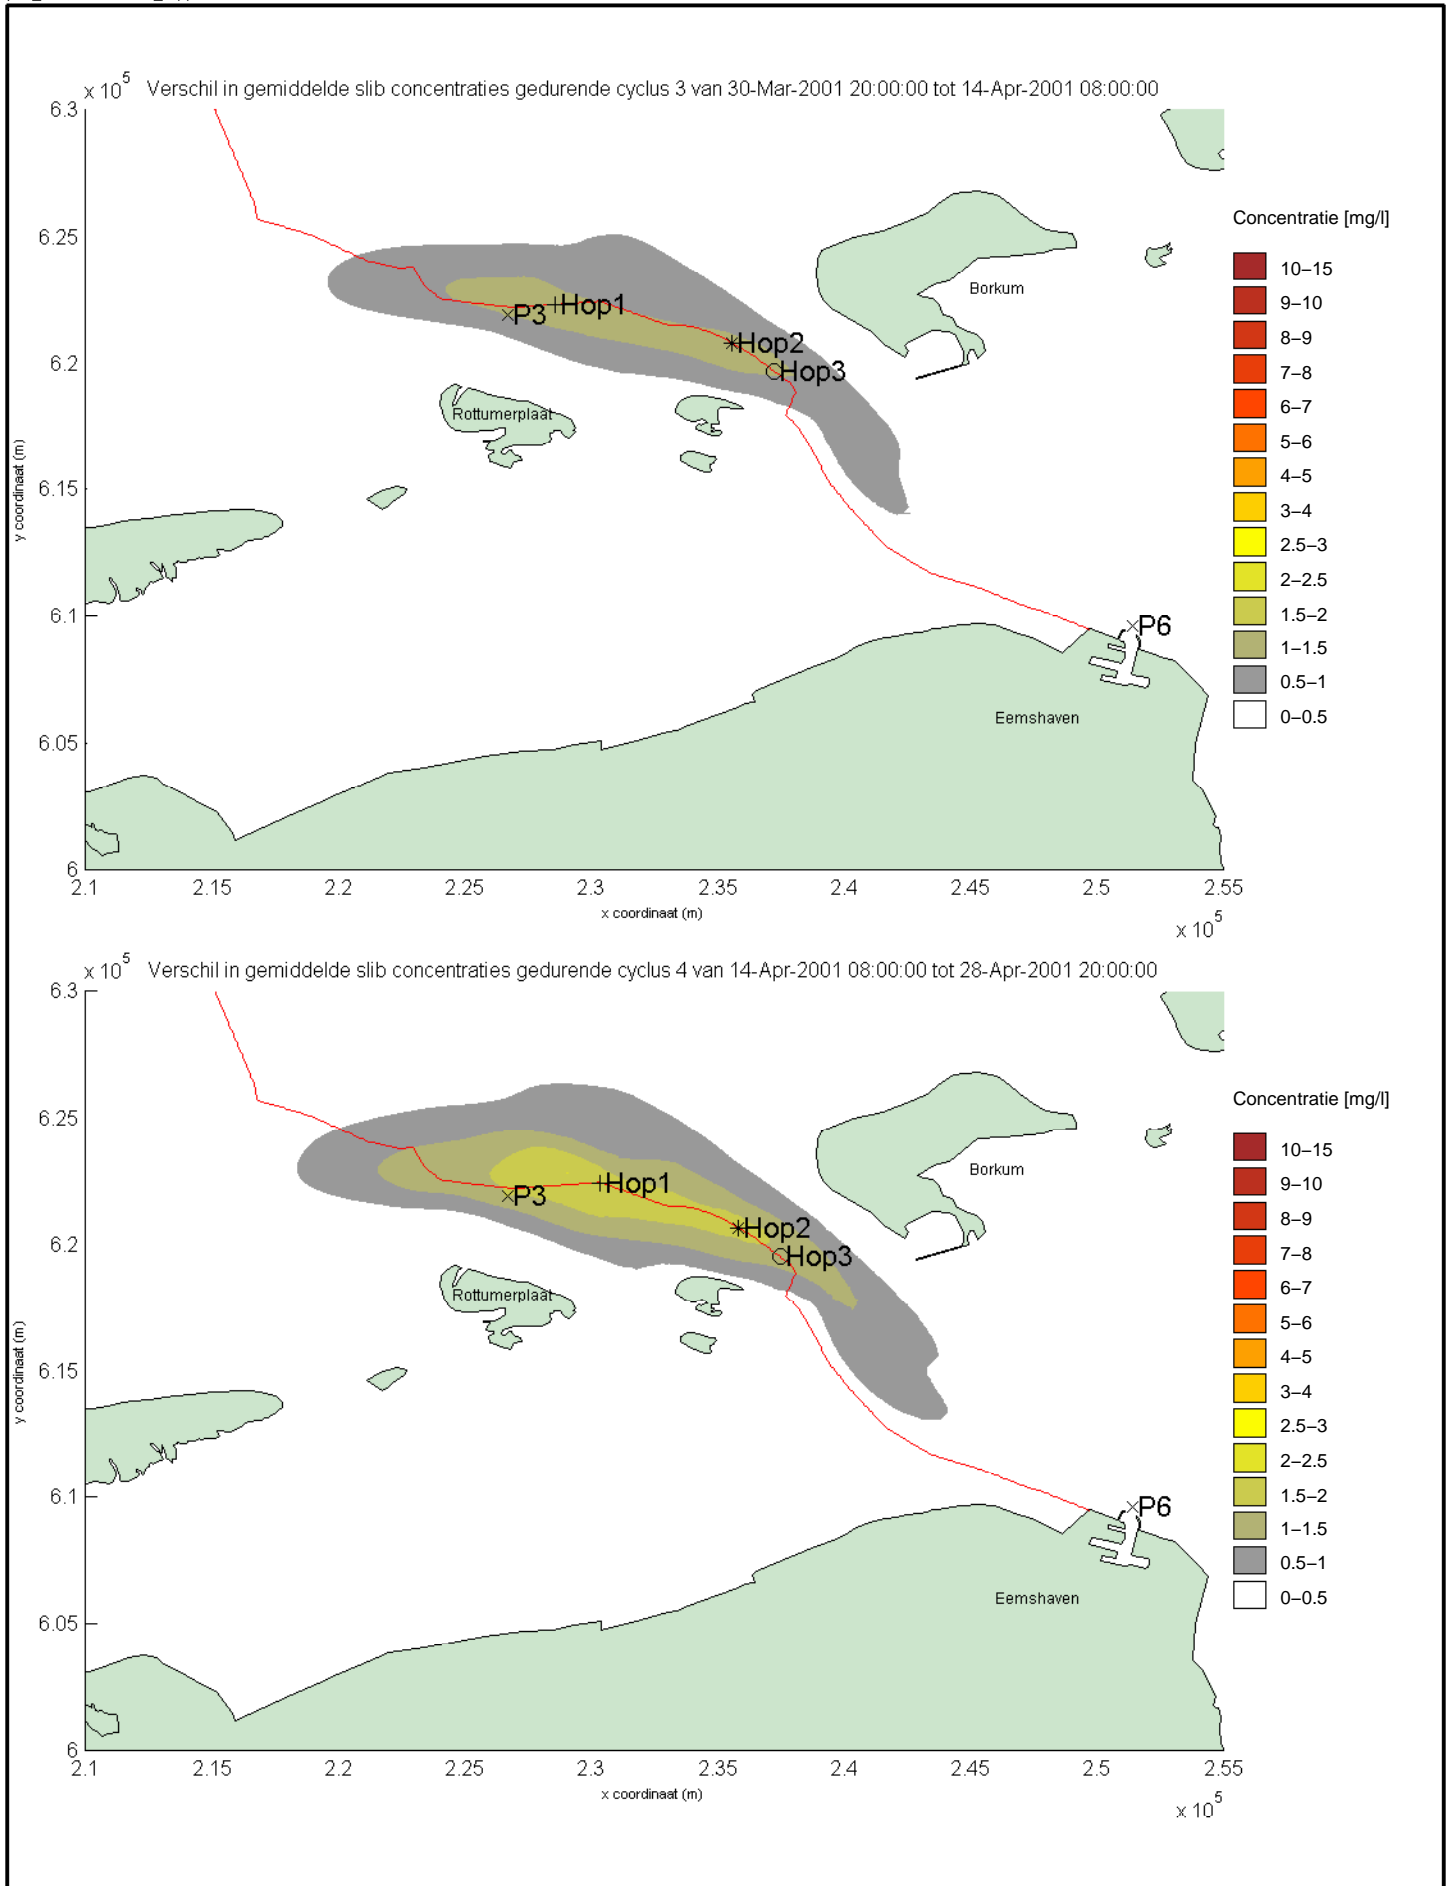 x 10^5
Verschil in gemiddelde slib concentraties gedurende cyclus 3 van 30-Mar-2001 20:00:00 tot 14-Apr-2001 08:00:00
6.3
6.25
6.2
6.15
6.1
6.05
6
y coordinaat (m)
Borkum
Hop1
P3
Hop2
Hop3
Rottumerplaat
P6
Eemshaven
2.1 2.15 2.2 2.25 2.3 2.35 2.4 2.45 2.5 2.55
x coordinaat (m)
x 10^5
Concentratie [mg/l]
10–15
9–10
8–9
7–8
6–7
5–6
4–5
3–4
2.5–3
2–2.5
1.5–2
1–1.5
0.5–1
0–0.5
x 10^5
Verschil in gemiddelde slib concentraties gedurende cyclus 4 van 14-Apr-2001 08:00:00 tot 28-Apr-2001 20:00:00
6.3
6.25
6.2
6.15
6.1
6.05
6
y coordinaat (m)
Borkum
Hop1
P3
Hop2
Hop3
Rottumerplaat
P6
Eemshaven
2.1 2.15 2.2 2.25 2.3 2.35 2.4 2.45 2.5 2.55
x coordinaat (m)
x 10^5
Concentratie [mg/l]
10–15
9–10
8–9
7–8
6–7
5–6
4–5
3–4
2.5–3
2–2.5
1.5–2
1–1.5
0.5–1
0–0.5